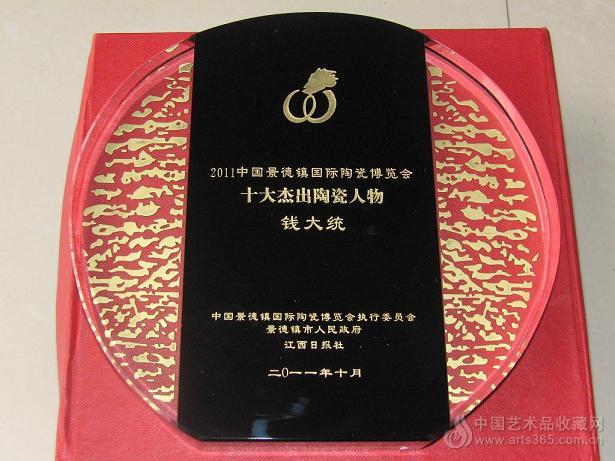 2011中国景德镇国际陶瓷博览会
十大杰出陶瓷人物
钱大统
中国景德镇国际陶瓷博览会执行委员会
景德镇市人民政府
江西日报社
二〇一一年十月
中国艺术品收藏网
www.arts365.com.cn